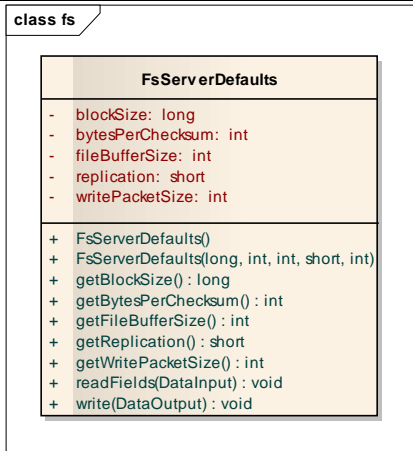 class fs
FsServerDefaults
- blockSize: long
- bytesPerChecksum: int
- fileBufferSize: int
- replication: short
- writePacketSize: int
+ FsServerDefaults()
+ FsServerDefaults(long, int, int, short, int)
+ getBlockSize() : long
+ getBytesPerChecksum() : int
+ getFileBufferSize() : int
+ getReplication() : short
+ getWritePacketSize() : int
+ readFields(DataInput) : void
+ write(DataOutput) : void